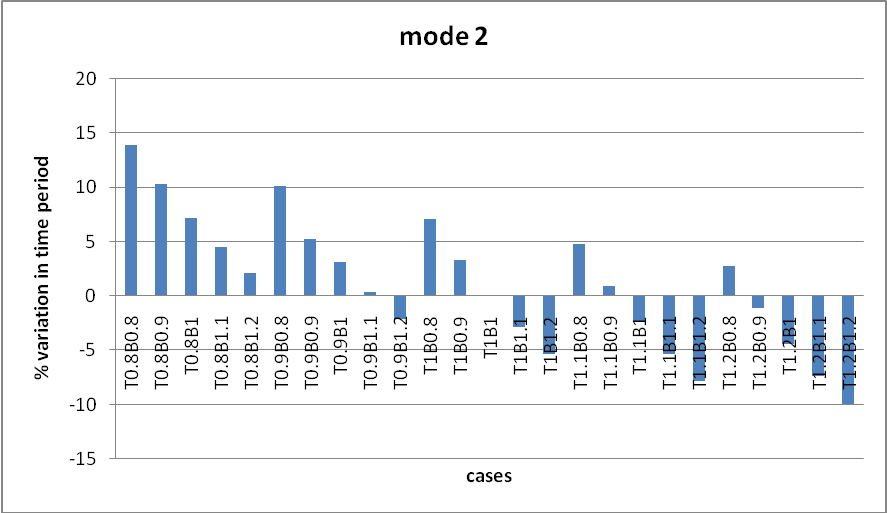 mode 2
20
15
10
5
0
-5
-10
-15
% variation in time period
T0.8B0.8
T0.8B0.9
T0.8B1
T0.8B1.1
T0.8B1.2
T0.9B0.8
T0.9B0.9
T0.9B1
T0.9B1.1
T0.9B1.2
T1B0.8
T1B0.9
T1B1
T1B1.1
T1B1.2
T1.1B0.8
T1.1B0.9
T1.1B1
T1.1B1.1
T1.1B1.2
T1.2B0.8
T1.2B0.9
T1.2B1
T1.2B1.1
T1.2B1.2
cases